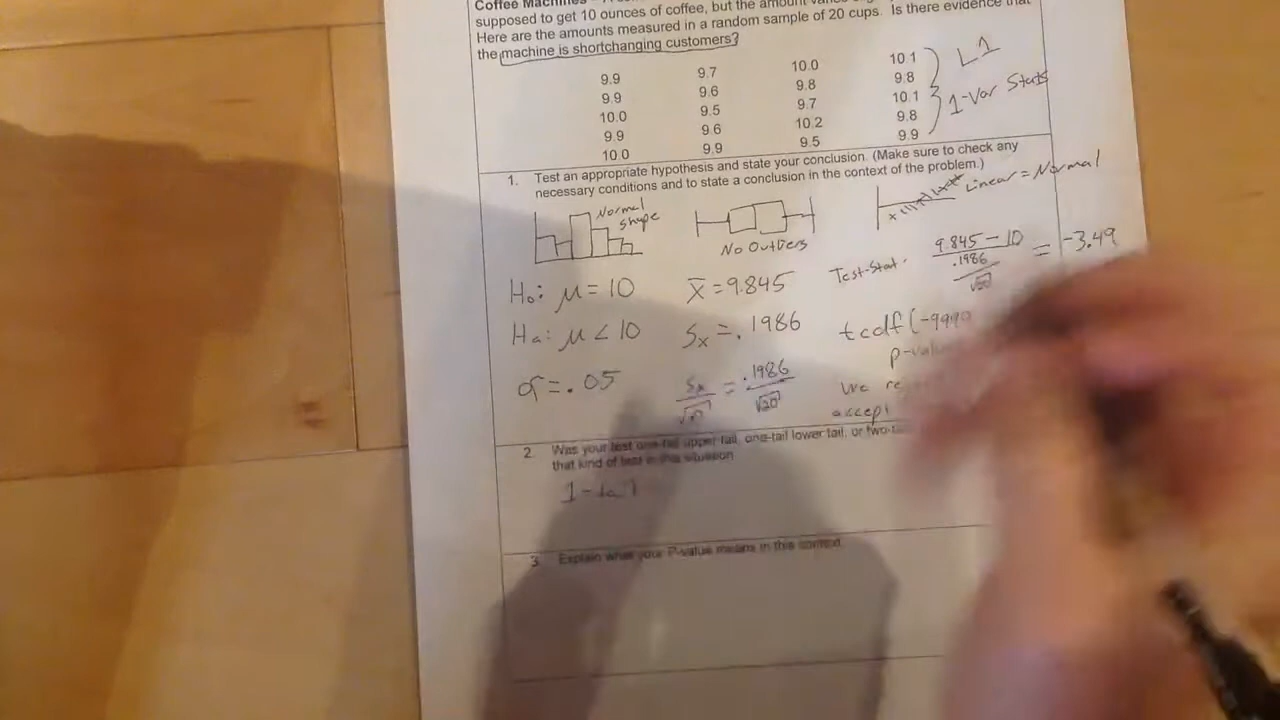 Coffee Machines
supposed to get 10 ounces of coffee, but the amount
Here are the amounts measured in a random sample of 20 cups. Is there evidence that
the machine is shortchanging customers?
9.9 9.7 10.0 10.1
9.9 9.6 9.8 9.8
10.0 9.5 9.7 10.1
9.9 9.6 10.2 9.8
10.0 9.9 9.5 9.9
L1
1-Var Stats
1. Test an appropriate hypothesis and state your conclusion. (Make sure to check any
necessary conditions and to state a conclusion in the context of the problem.)
Normal
shape
No Outliers
Linear = Normal
H₀: μ = 10
Hₐ: μ < 10
σ = .05
x̄ = 9.845
Sₓ = .1986
Sₓ/√n = .1986/√20
Test-Stat. (9.845 - 10)/(.1986/√20) = -3.49
tcdf(-999
we
accept
2. Was your test one-tail upper tail, one-tail lower tail, or
that kind of test in this situation
1-tail
3. Explain what your P-value means in this context.